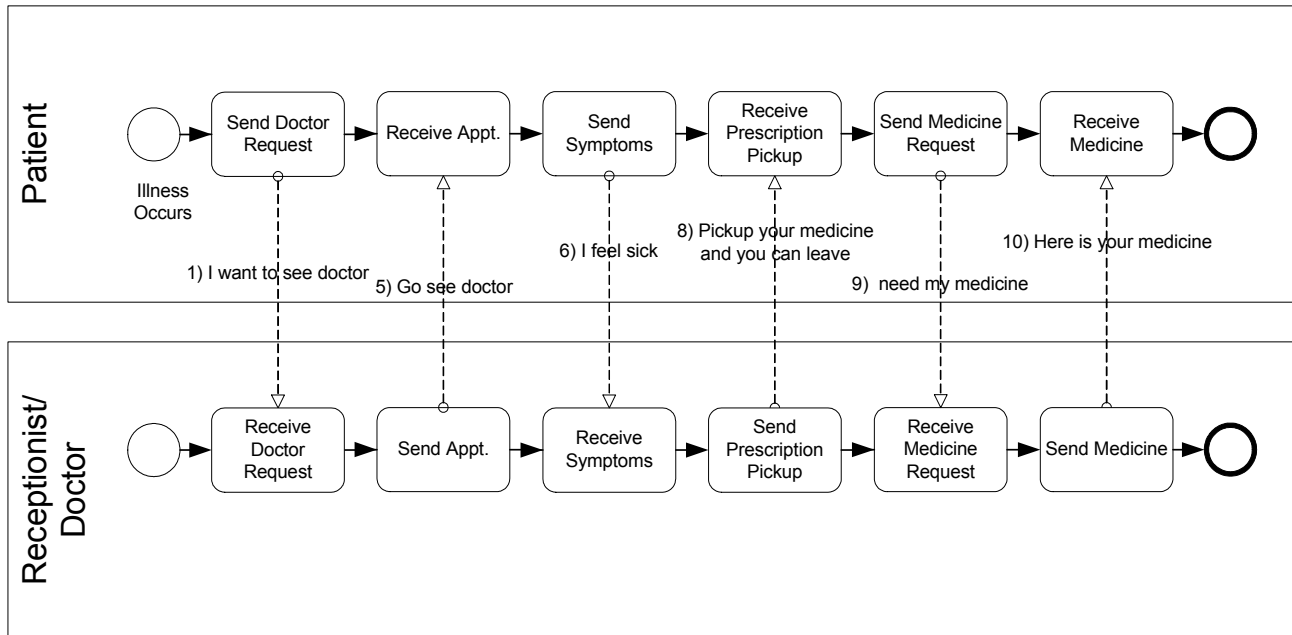 Patient
Send Doctor
Request
Receive Appt.
Send
Symptoms
Receive
Prescription
Pickup
Send Medicine
Request
Receive
Medicine
Illness
Occurs
1) I want to see doctor
5) Go see doctor
6) I feel sick
8) Pickup your medicine
and you can leave
9) need my medicine
10) Here is your medicine
Receptionist/
Doctor
Receive
Doctor
Request
Send Appt.
Receive
Symptoms
Send
Prescription
Pickup
Receive
Medicine
Request
Send Medicine